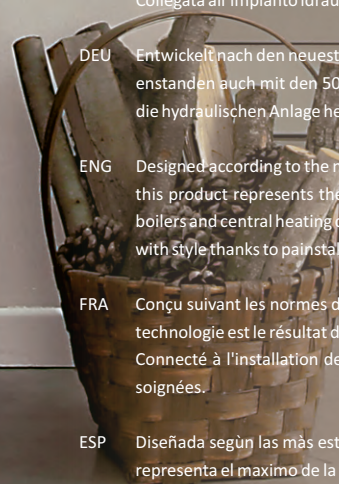 Collegata all'impianto idrau
DEU Entwickelt nach den neuest
enstanden auch mit den 50
die hydraulischen Anlage he
ENG Designed according to the n
this product represents the
boilers and central heating
with style thanks to painstak
FRA Conçu suivant les normes d
technologie est le résultat d
Connecté à l'installation de
soignées.
ESP Diseñada segùn las màs est
representa el maximo de la